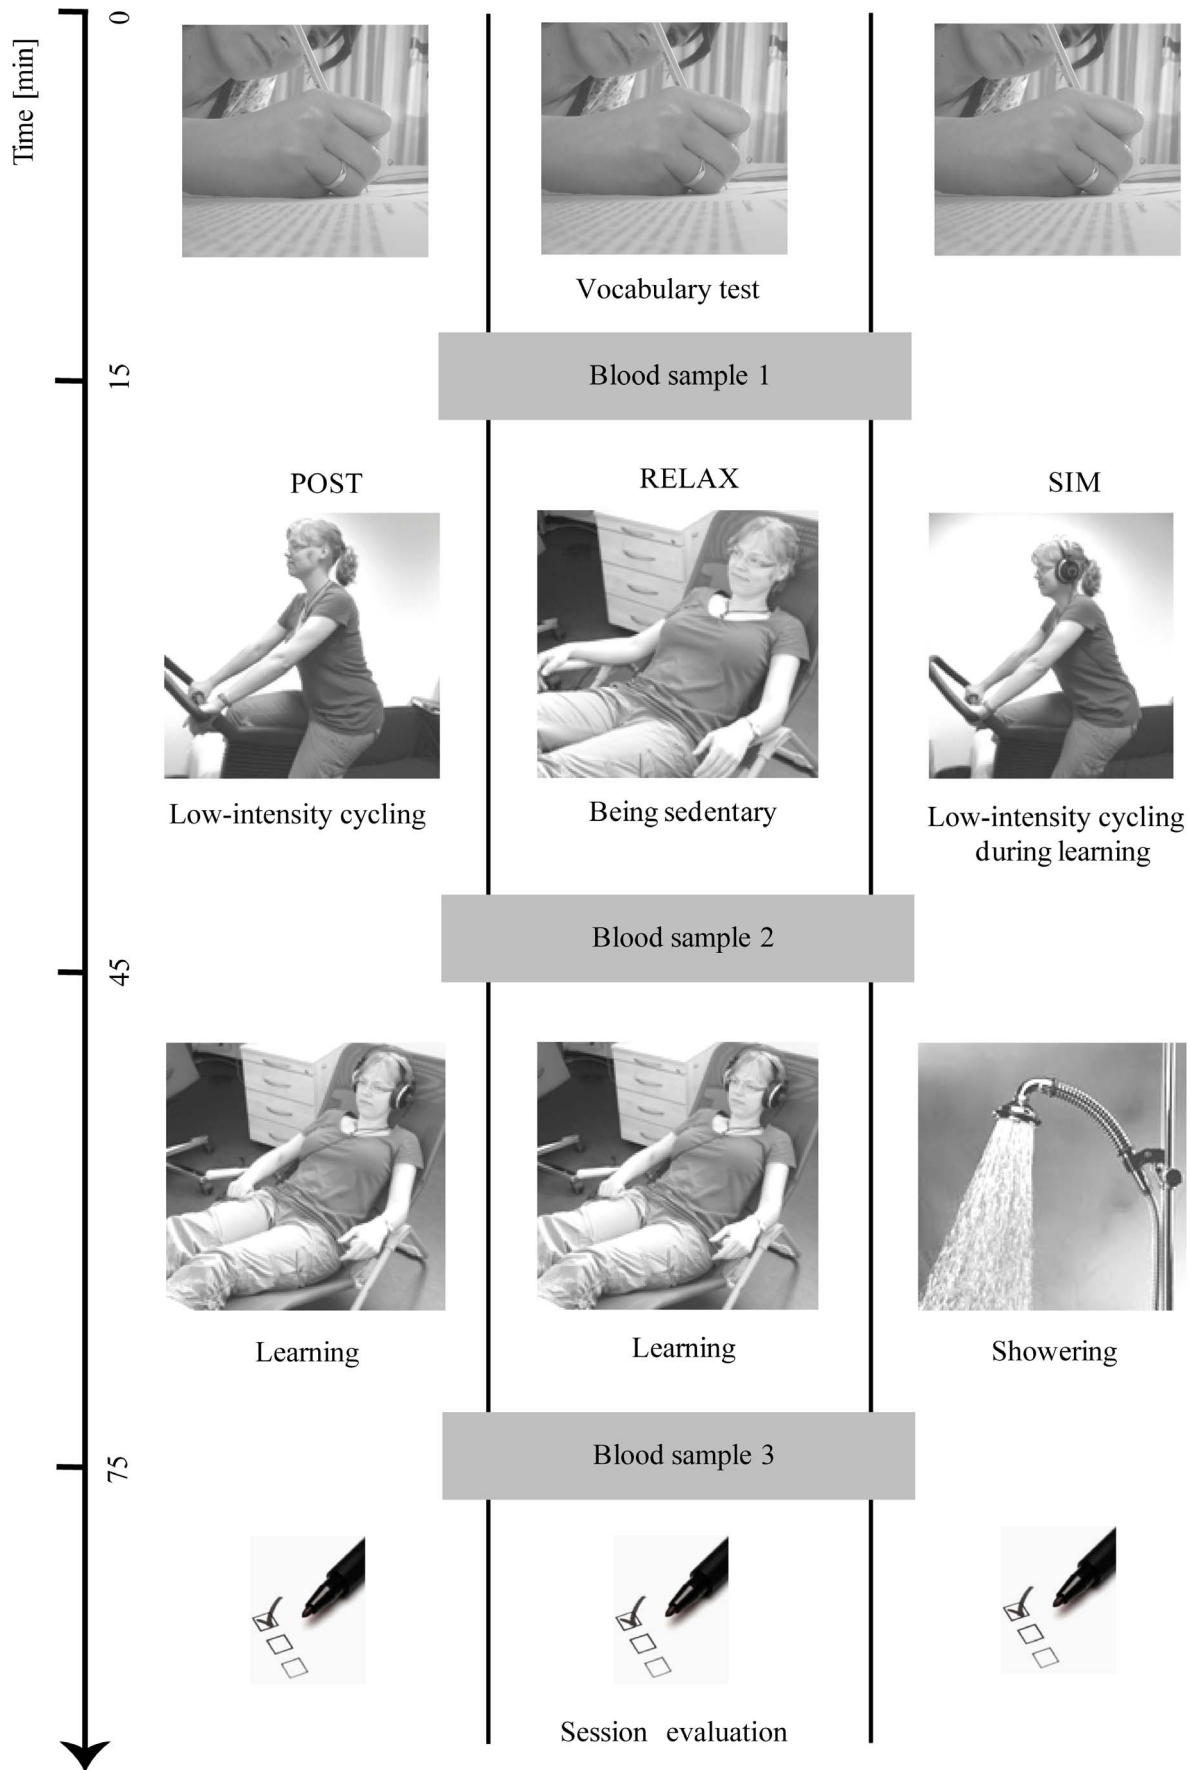 0
Time [min]
Vocabulary test
15
Blood sample 1
POST
RELAX
SIM
Low-intensity cycling
Being sedentary
Low-intensity cycling
during learning
Blood sample 2
45
Learning
Learning
Showering
Blood sample 3
75
Session evaluation